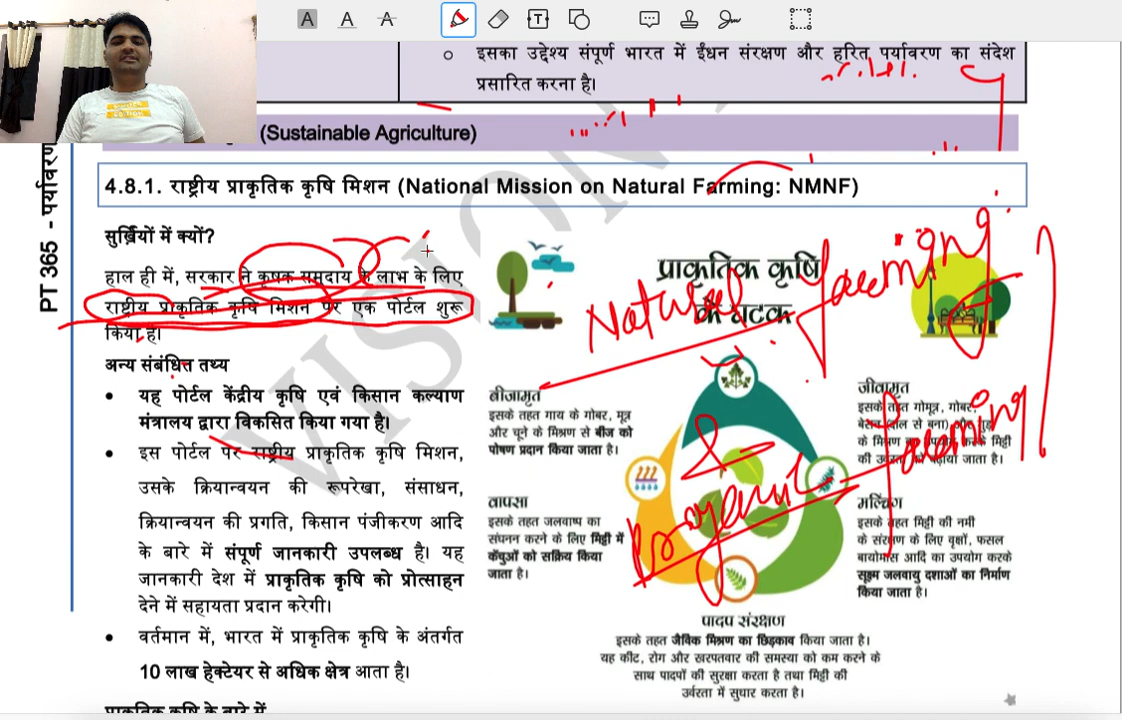 इसका उद्देश्य संपूर्ण भारत में ईंधन संरक्षण और हरित पर्यावरण का संदेश
प्रसारित करना है।
(Sustainable Agriculture)
PT 365 - पर्यावरण
4.8.1. राष्ट्रीय प्राकृतिक कृषि मिशन (National Mission on Natural Farming: NMNF)
सुर्ख़ियों में क्यों?
हाल ही में, सरकार ने कृषक समुदाय के लाभ के लिए
राष्ट्रीय प्राकृतिक कृषि मिशन पर एक पोर्टल शुरू
किया है।
अन्य संबंधित तथ्य
• यह पोर्टल केंद्रीय कृषि एवं किसान कल्याण
मंत्रालय द्वारा विकसित किया गया है।
• इस पोर्टल पर राष्ट्रीय प्राकृतिक कृषि मिशन,
उसके क्रियान्वयन की रूपरेखा, संसाधन,
क्रियान्वयन की प्रगति, किसान पंजीकरण आदि
के बारे में संपूर्ण जानकारी उपलब्ध है। यह
जानकारी देश में प्राकृतिक कृषि को प्रोत्साहन
देने में सहायता प्रदान करेगी।
• वर्तमान में, भारत में प्राकृतिक कृषि के अंतर्गत
10 लाख हेक्टेयर से अधिक क्षेत्र आता है।
प्राकृतिक कृषि के बारे में
प्राकृतिक कृषि
के घटक
Natural farming
&
farming
बीजामृत
इसके तहत गाय के गोबर, मूत्र
और चूने के मिश्रण से बीज को
पोषण प्रदान किया जाता है।
जीवामृत
इसके तहत गोमूत्र, गोबर,
के मिश्रण मिट्टी
की जाता है।
वापसा
इसके तहत जलवाष्प का
संघनन करने के लिए मिट्टी में
केंचुओं को सक्रिय किया
जाता है।
मल्चिंग
इसके तहत मिट्टी की नमी
के संरक्षण के लिए वृक्षों, फसल
बायोमास आदि का उपयोग करके
सूक्ष्म जलवायु दशाओं का निर्माण
किया जाता है।
पादप संरक्षण
इसके तहत जैविक मिश्रण का छिड़काव किया जाता है।
यह कीट, रोग और खरपतवार की समस्या को कम करने के
साथ पादपों की सुरक्षा करता है तथा मिट्टी की
उर्वरता में सुधार करता है।
VISION